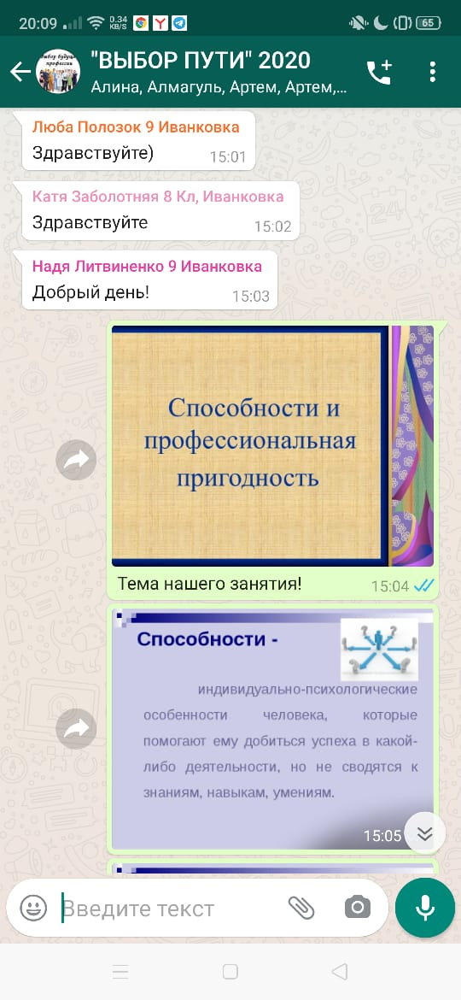 20:09 0.34 KB/S 65
Выбор будущей
профессии
"ВЫБОР ПУТИ" 2020
Алина, Алмагуль, Артем, Артем,...
Люба Полозок 9 Иванковка
Здравствуйте) 15:01
Катя Заболотняя 8 Кл, Иванковка
Здравствуйте 15:02
Надя Литвиненко 9 Иванковка
Добрый день! 15:03
Способности и
профессиональная
пригодность
Тема нашего занятия! 15:04
Способности -
индивидуально-психологические
особенности человека, которые
помогают ему добиться успеха в какой-
либо деятельности, но не сводятся к
знаниям, навыкам, умениям.
15:05
Введите текст